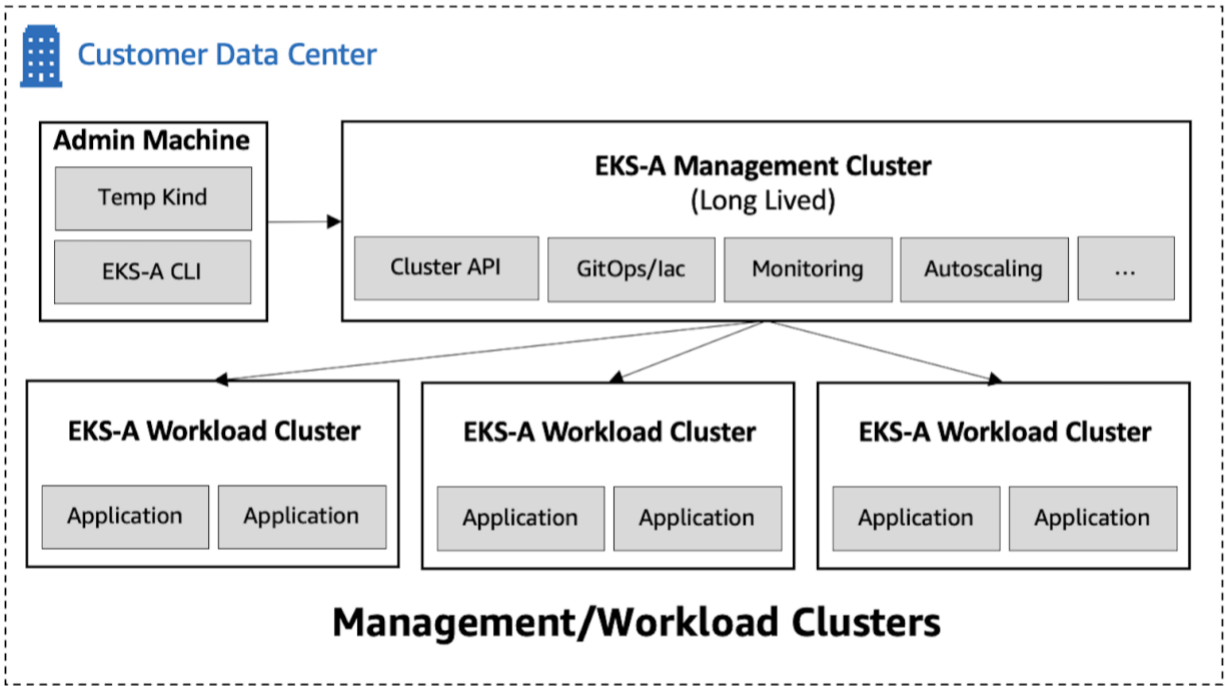 Customer Data Center
Admin Machine
Temp Kind
EKS-A CLI
EKS-A Management Cluster
(Long Lived)
Cluster API
GitOps/Iac
Monitoring
Autoscaling
...
EKS-A Workload Cluster
Application
Application
EKS-A Workload Cluster
Application
Application
EKS-A Workload Cluster
Application
Application
Management/Workload Clusters